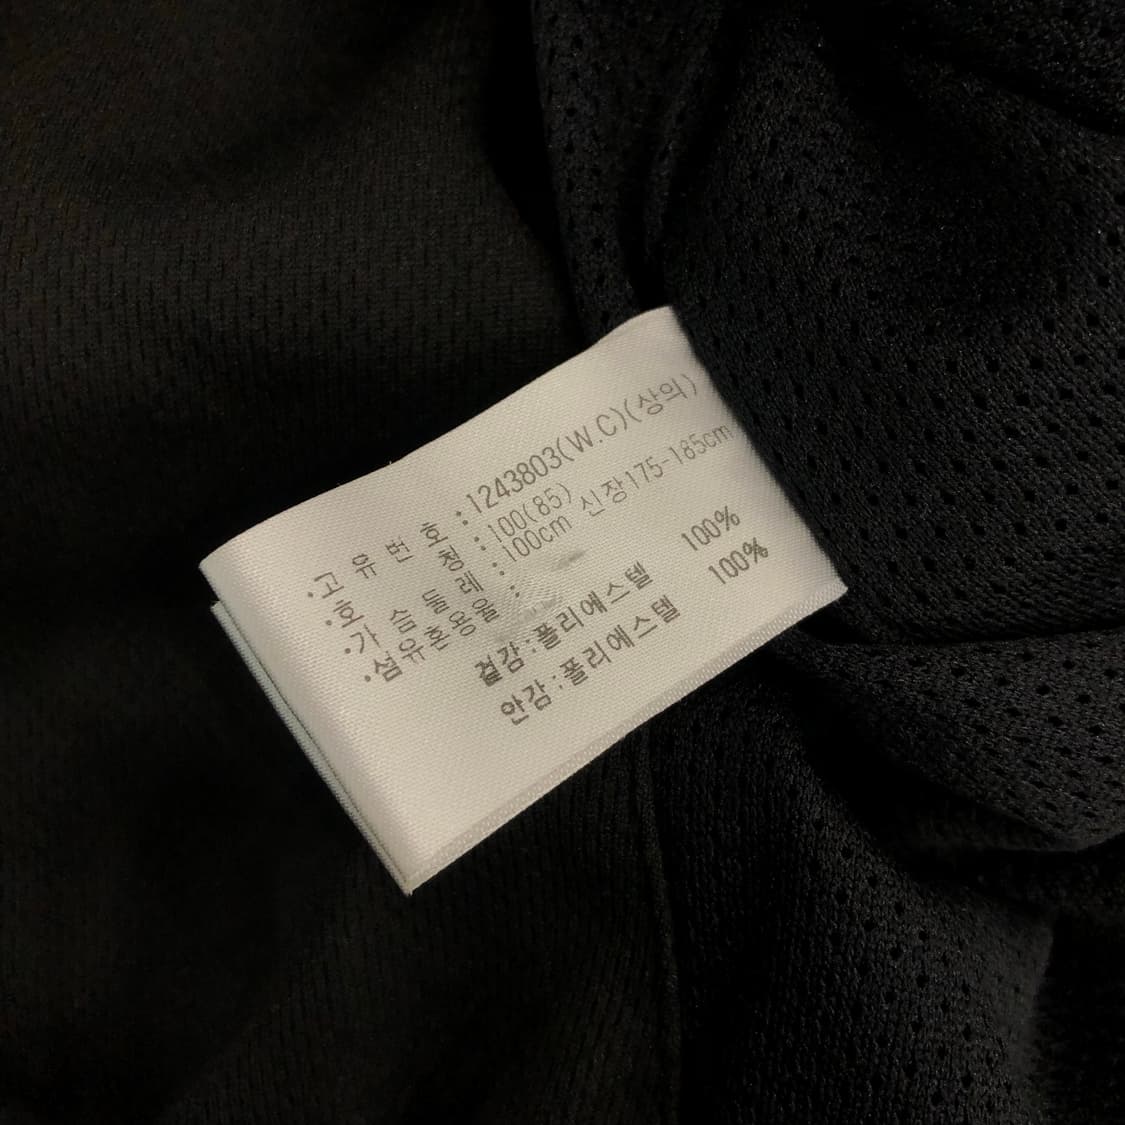 ·고유번호:1243803(W.C)(상의)
·호칭:100(85)
·가슴둘레:100cm 신장175-185cm
·섬유혼용율:
겉감:폴리에스텔 100%
안감:폴리에스텔 100%